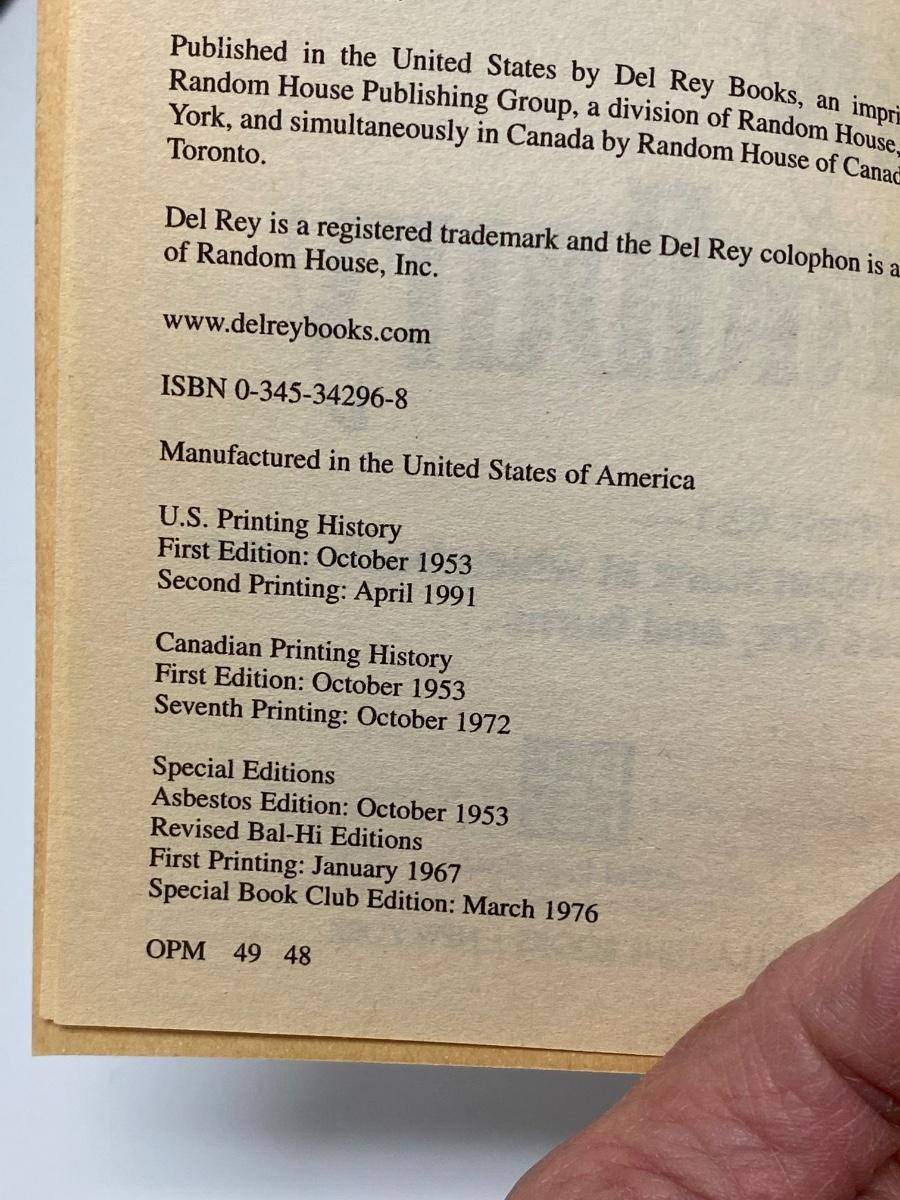 Published in the United States by Del Rey Books, an impri
Random House Publishing Group, a division of Random House,
York, and simultaneously in Canada by Random House of Canad
Toronto.
Del Rey is a registered trademark and the Del Rey colophon is a
of Random House, Inc.
www.delreybooks.com
ISBN 0-345-34296-8
Manufactured in the United States of America
U.S. Printing History
First Edition: October 1953
Second Printing: April 1991
Canadian Printing History
First Edition: October 1953
Seventh Printing: October 1972
Special Editions
Asbestos Edition: October 1953
Revised Bal-Hi Editions
First Printing: January 1967
Special Book Club Edition: March 1976
OPM 49 48